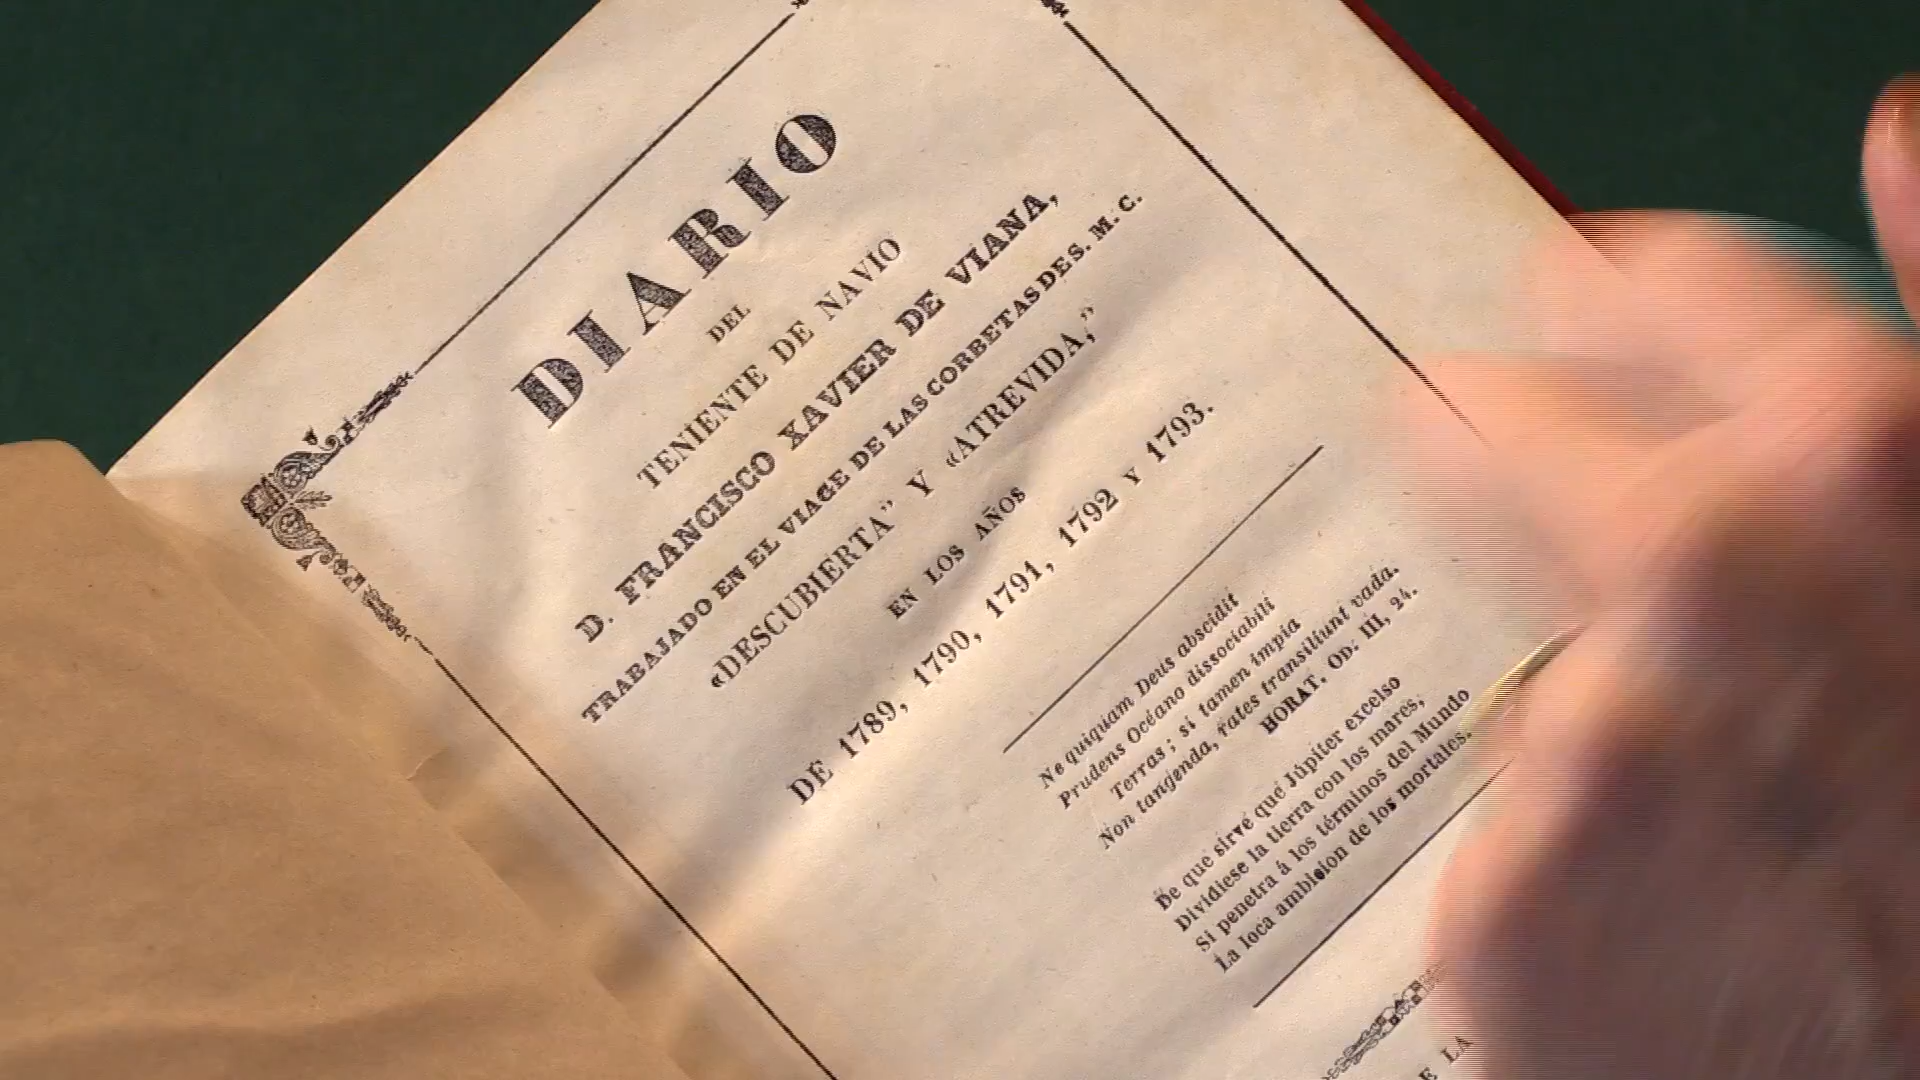 DIARIO
DEL
TENIENTE DE NAVIO
D. FRANCISCO XAVIER DE VIANA,
TRABAJADO EN EL VIAGE DE LAS CORBETAS DE S. M. C.
«DESCUBIERTA” Y «ATREVIDA,”
EN LOS AÑOS
DE 1789, 1790, 1791, 1792 Y 1793.
Ne quiquiam Deus abscidit
Prudens Océano dissociabili
Terras; si tamen impia
Non tangenda, rates transiliunt vada.
HORAT. OD: III, 24.
De que sirve que Júpiter excelso
Dividiese la tierra con los mares,
Si penetra á los términos del Mundo
La loca ambicion de los mortales.
E LA